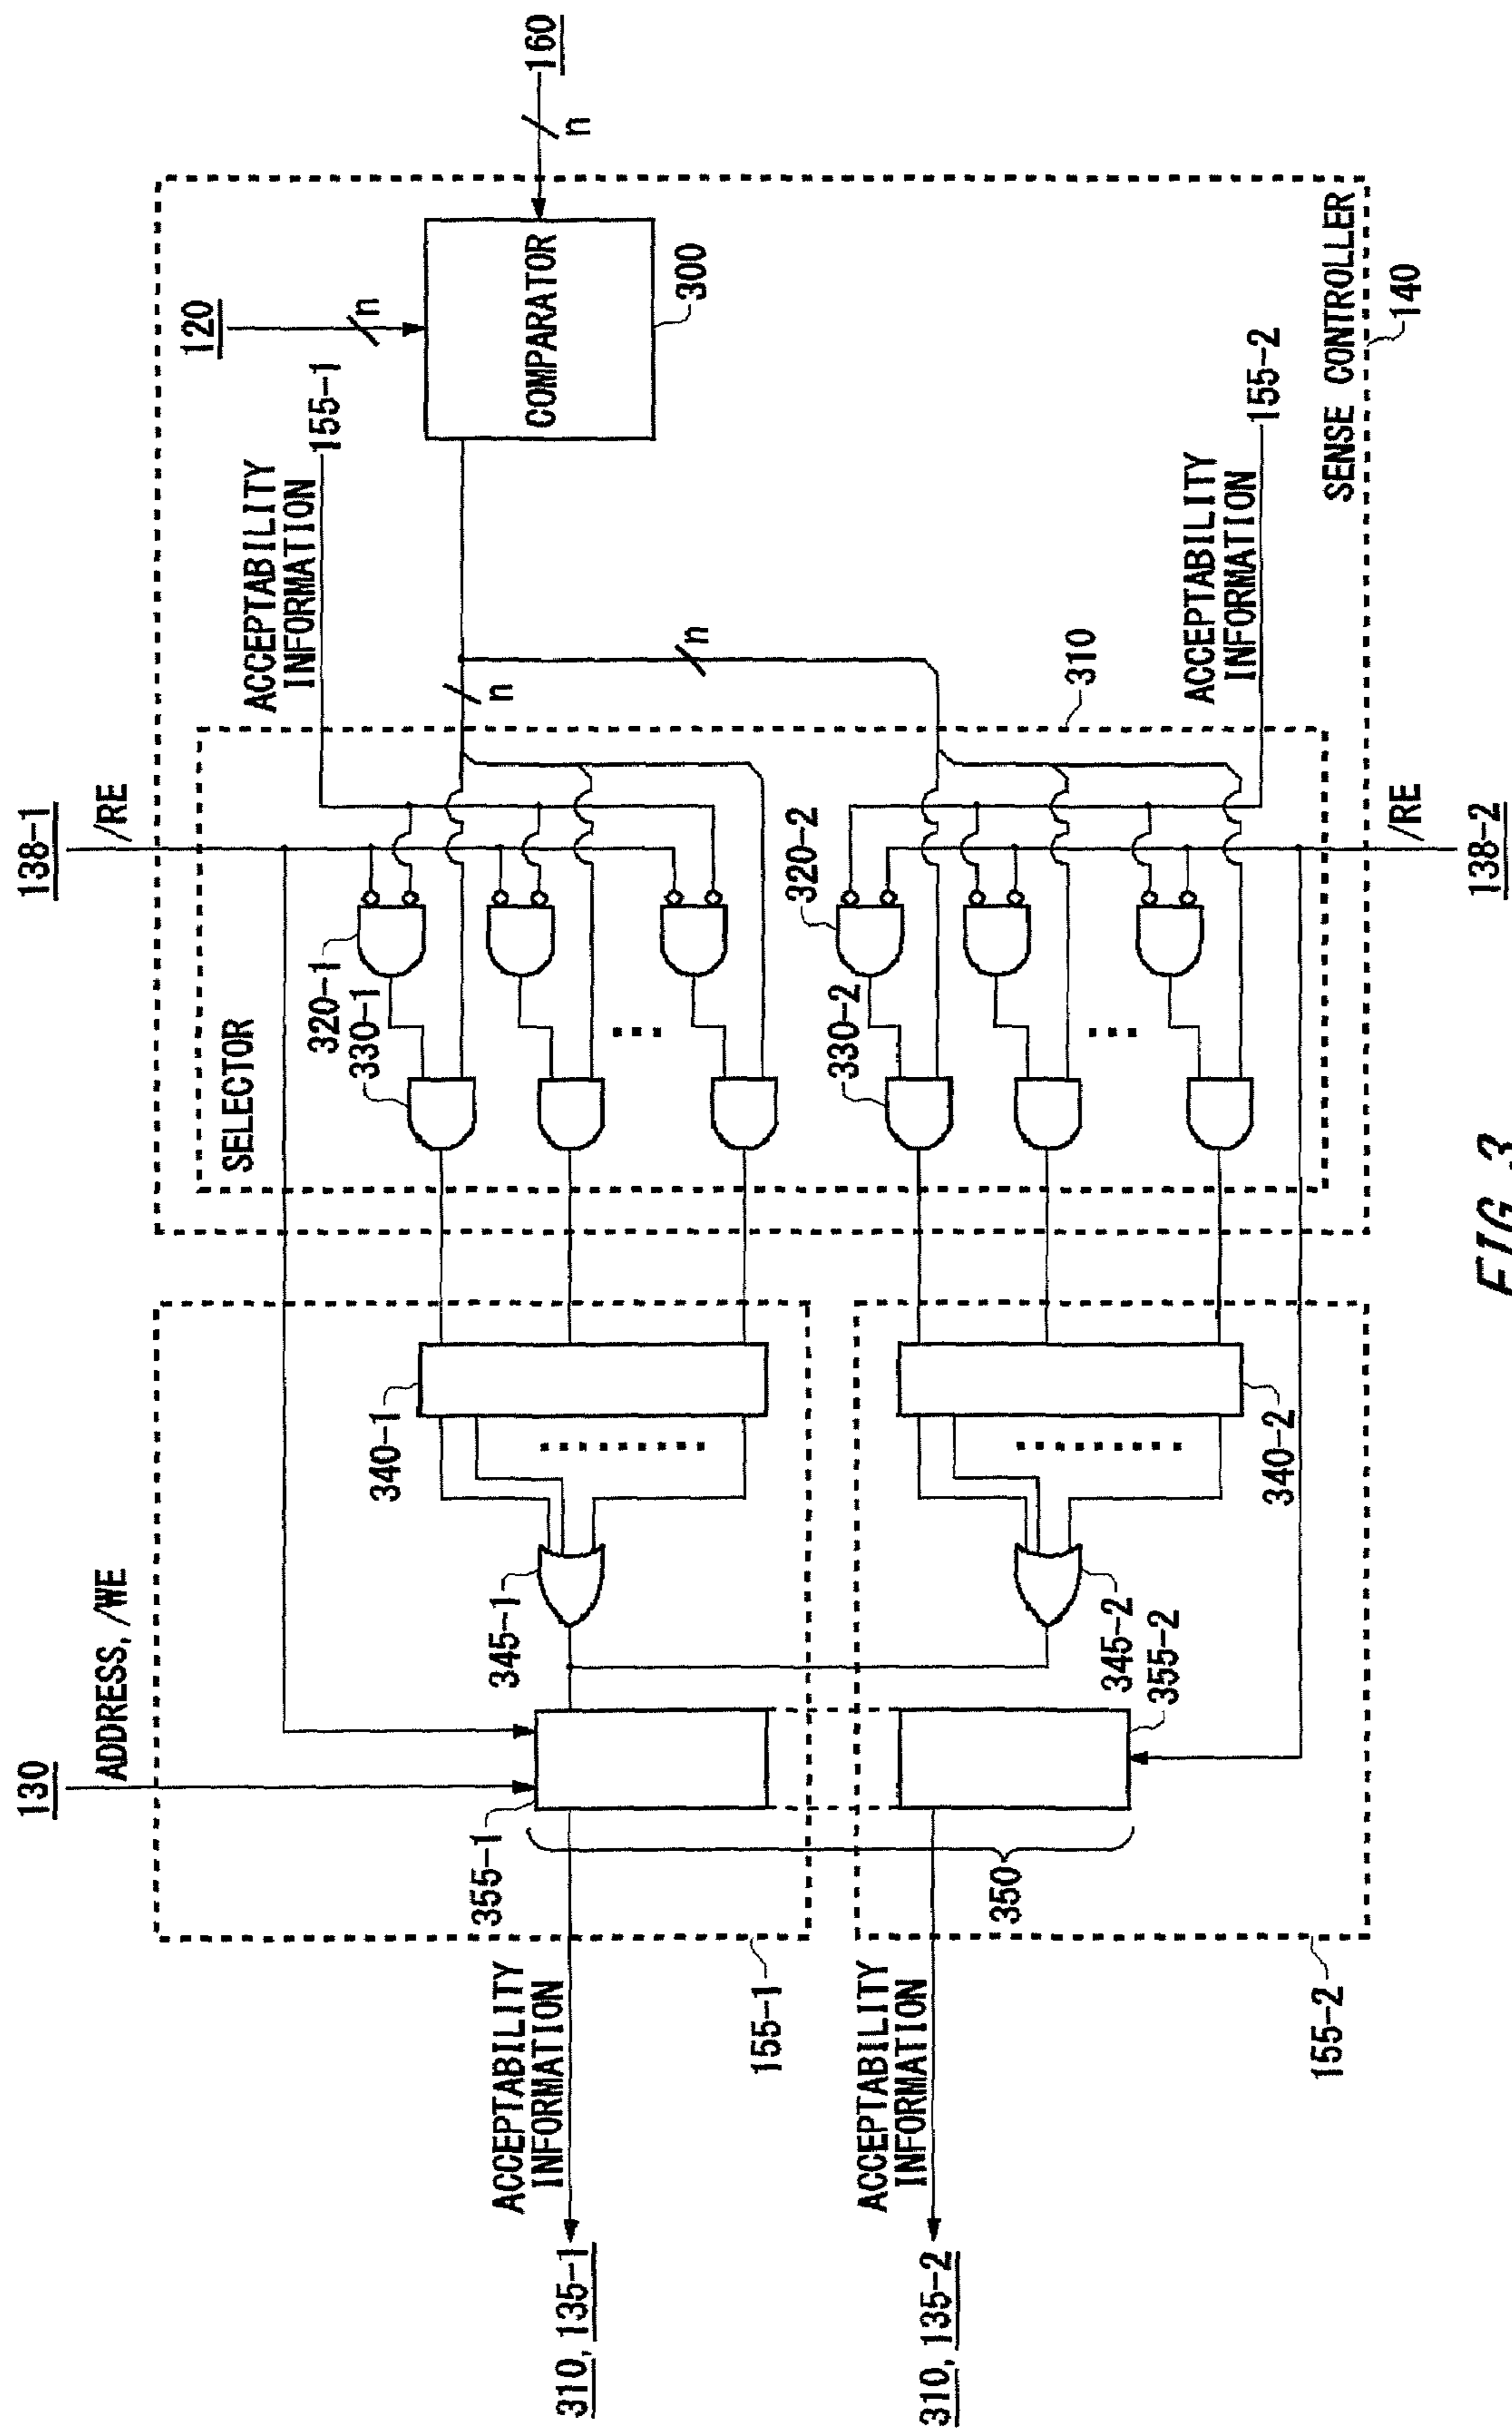 160
n
120
n
COMPARATOR
300
155-1
ACCEPTABILITY
INFORMATION
155-2
ACCEPTABILITY
INFORMATION
SENSE CONTROLLER
140
n
n
310
138-1
/RE
138-2
/RE
SELECTOR
320-1
330-1
320-2
330-2
340-1
340-2
345-1
345-2
355-2
130
ADDRESS, /WE
355-1
350
155-1
155-2
ACCEPTABILITY
INFORMATION
310, 135-1
ACCEPTABILITY
INFORMATION
310, 135-2
FIG. 3